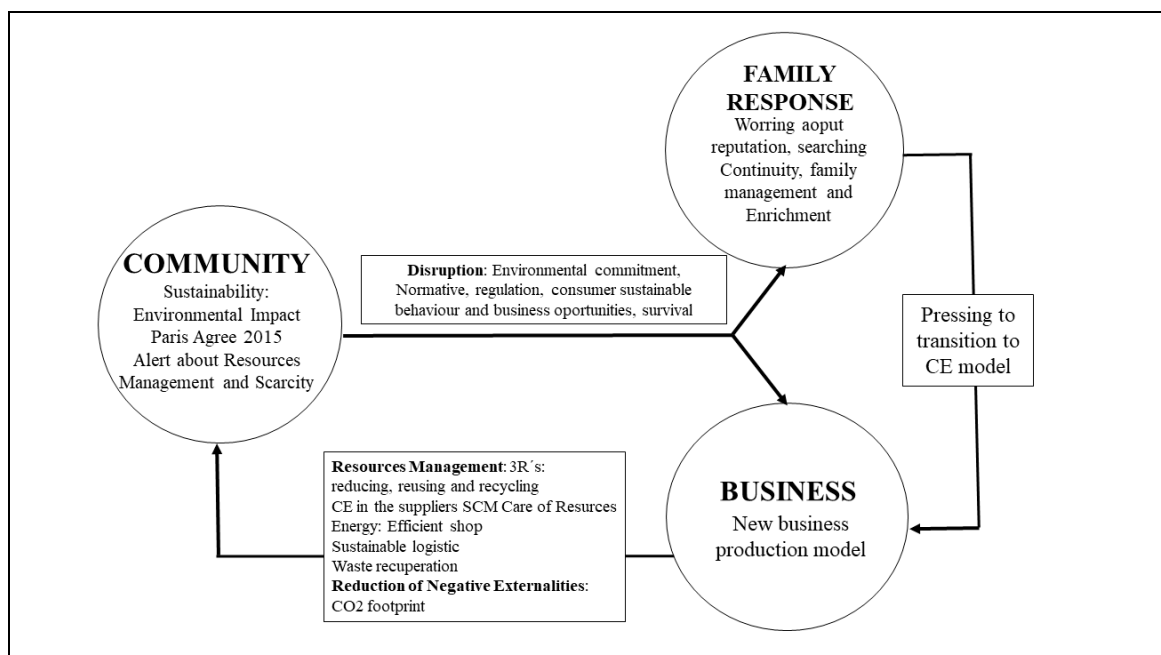 FAMILY
RESPONSE
Worring aoput
reputation, searching
Continuity, family
management and
Enrichment
COMMUNITY
Sustainability:
Environmental Impact
Paris Agree 2015
Alert about Resources
Management and Scarcity
Disruption: Environmental commitment,
Normative, regulation, consumer sustainable
behaviour and business oportunities, survival
Pressing to
transition to
CE model
Resources Management: 3R´s:
reducing, reusing and recycling
CE in the suppliers SCM Care of Resurces
Energy: Efficient shop
Sustainable logistic
Waste recuperation
Reduction of Negative Externalities:
CO2 footprint
BUSINESS
New business
production model